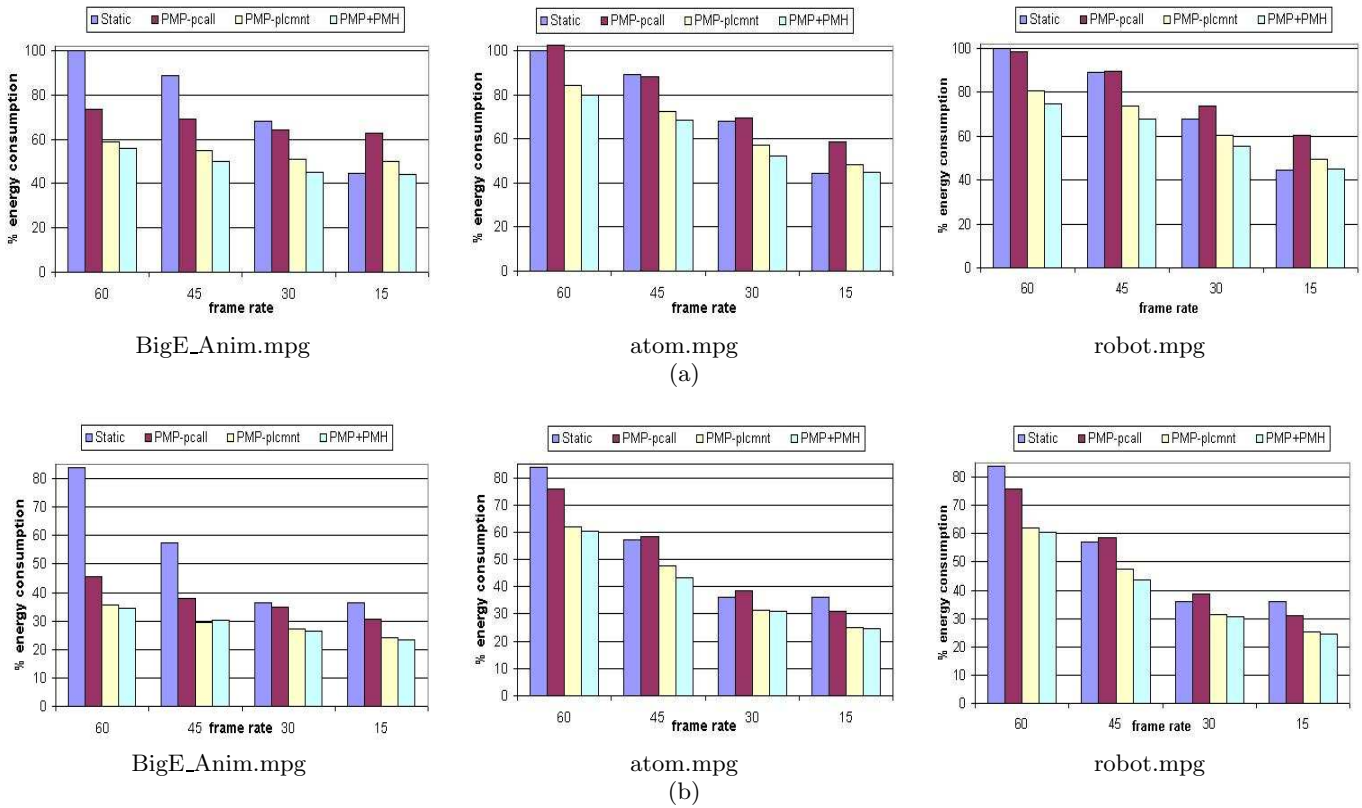 Static PMP-pcall PMP-plcmnt PMP+PMH
% energy consumption
100
80
60
40
20
0
60 45 30 15
frame rate
BigE_Anim.mpg
Static PMP-pcall PMP-plcmnt PMP+PMH
% energy consumption
100
80
60
40
20
0
60 45 30 15
frame rate
atom.mpg
Static PMP-pcall PMP-plcmnt PMP+PMH
% energy consumption
100
80
60
40
20
0
60 45 30 15
frame rate
robot.mpg
(a)
Static PMP-pcall PMP-plcmnt PMP+PMH
% energy consumption
80
70
60
50
40
30
20
10
0
60 45 frame rate 30 15
BigE_Anim.mpg
Static PMP-pcall PMP-plcmnt PMP+PMH
% energy consumption
80
70
60
50
40
30
20
10
0
60 45 frame rate 30 15
atom.mpg
Static PMP-pcall PMP-plcmnt PMP+PMH
% energy consumption
80
70
60
50
40
30
20
10
0
60 45 30 15
frame rate
robot.mpg
(b)